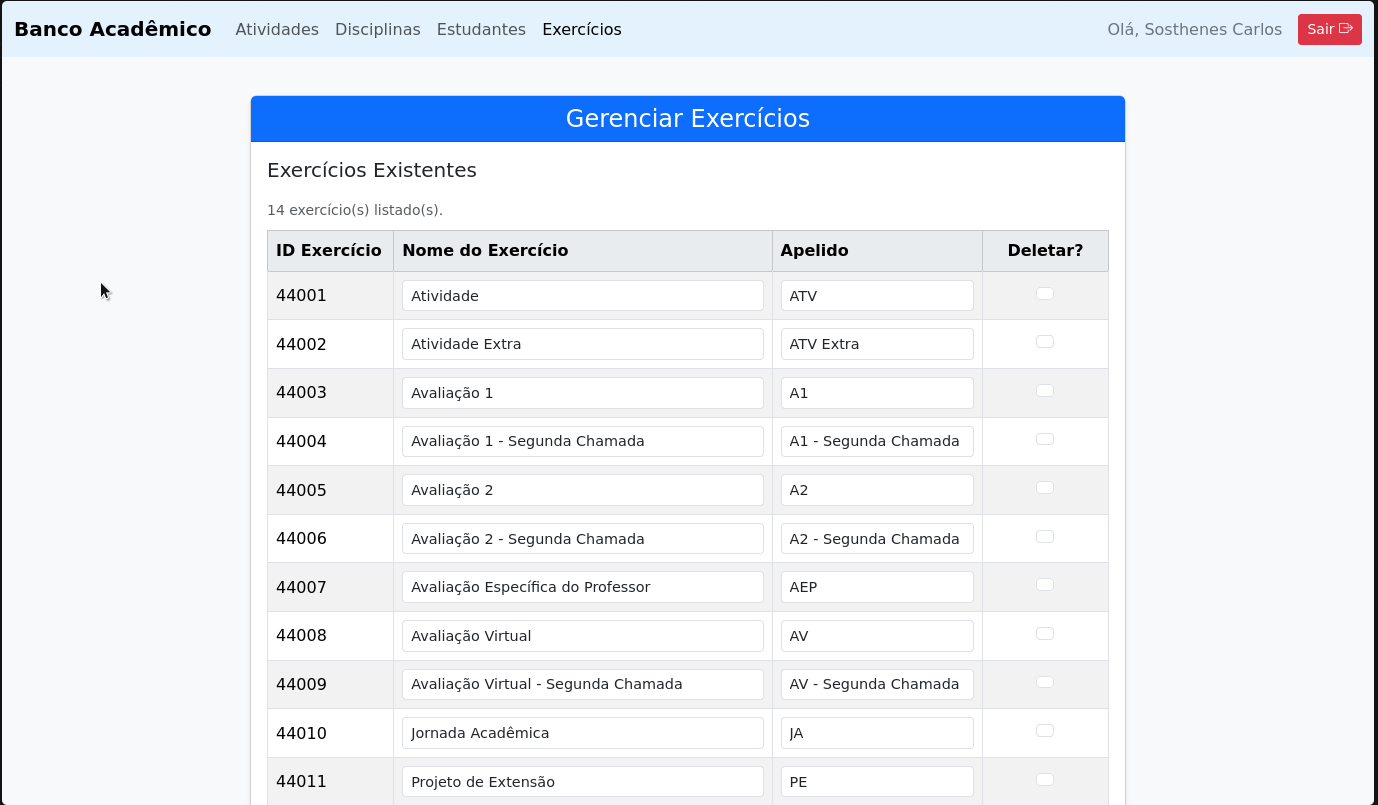 Banco Acadêmico Atividades Disciplinas Estudantes Exercícios Olá, Sosthenes Carlos Sair
Gerenciar Exercícios
Exercícios Existentes
14 exercício(s) listado(s).
ID Exercício Nome do Exercício Apelido Deletar?
44001 Atividade ATV
44002 Atividade Extra ATV Extra
44003 Avaliação 1 A1
44004 Avaliação 1 - Segunda Chamada A1 - Segunda Chamada
44005 Avaliação 2 A2
44006 Avaliação 2 - Segunda Chamada A2 - Segunda Chamada
44007 Avaliação Específica do Professor AEP
44008 Avaliação Virtual AV
44009 Avaliação Virtual - Segunda Chamada AV - Segunda Chamada
44010 Jornada Acadêmica JA
44011 Projeto de Extensão PE